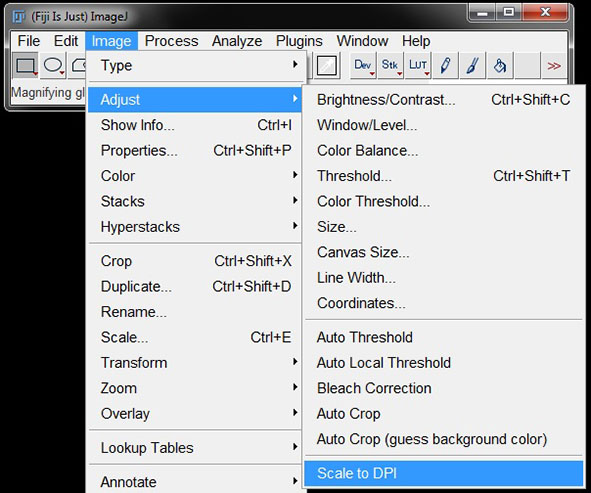 (Fiji Is Just) ImageJ
File Edit Image Process Analyze Plugins Window Help
Dev Stk LUT >>
Magnifying gl
Type
Adjust
Show Info... Ctrl+I
Properties... Ctrl+Shift+P
Color
Stacks
Hyperstacks
Crop Ctrl+Shift+X
Duplicate... Ctrl+Shift+D
Rename...
Scale... Ctrl+E
Transform
Zoom
Overlay
Lookup Tables
Annotate
Brightness/Contrast... Ctrl+Shift+C
Window/Level...
Color Balance...
Threshold... Ctrl+Shift+T
Color Threshold...
Size...
Canvas Size...
Line Width...
Coordinates...
Auto Threshold
Auto Local Threshold
Bleach Correction
Auto Crop
Auto Crop (guess background color)
Scale to DPI